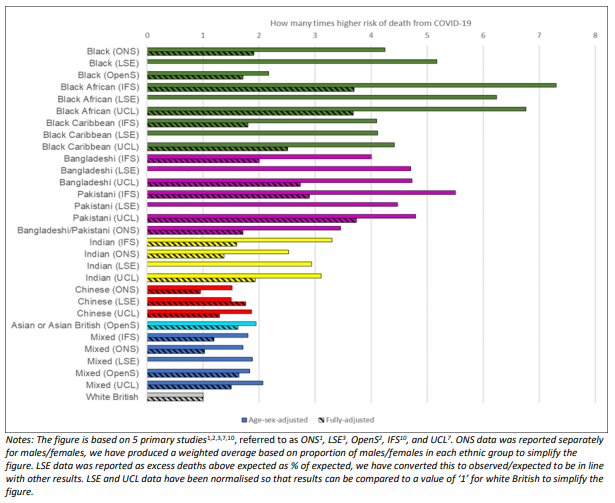 How many times higher risk of death from COVID-19
0 1 2 3 4 5 6 7 8
Black (ONS)
Black (LSE)
Black (OpenS)
Black African (IFS)
Black African (LSE)
Black African (UCL)
Black Caribbean (IFS)
Black Caribbean (LSE)
Black Caribbean (UCL)
Bangladeshi (IFS)
Bangladeshi (LSE)
Bangladeshi (UCL)
Pakistani (IFS)
Pakistani (LSE)
Pakistani (UCL)
Bangladeshi/Pakistani (ONS)
Indian (IFS)
Indian (ONS)
Indian (LSE)
Indian (UCL)
Chinese (ONS)
Chinese (LSE)
Chinese (UCL)
Asian or Asian British (OpenS)
Mixed (IFS)
Mixed (ONS)
Mixed (LSE)
Mixed (OpenS)
Mixed (UCL)
White British
Age-sex-adjusted Fully-adjusted
Notes: The figure is based on 5 primary studies1,2,3,7,10, referred to as ONS1, LSE3, OpenS2, IFS10, and UCL7. ONS data was reported separately
for males/females, we have produced a weighted average based on proportion of males/females in each ethnic group to simplify the
figure. LSE data was reported as excess deaths above expected as % of expected, we have converted this to observed/expected to be in line
with other results. LSE and UCL data have been normalised so that results can be compared to a value of ‘1’ for white British to simplify the
figure.